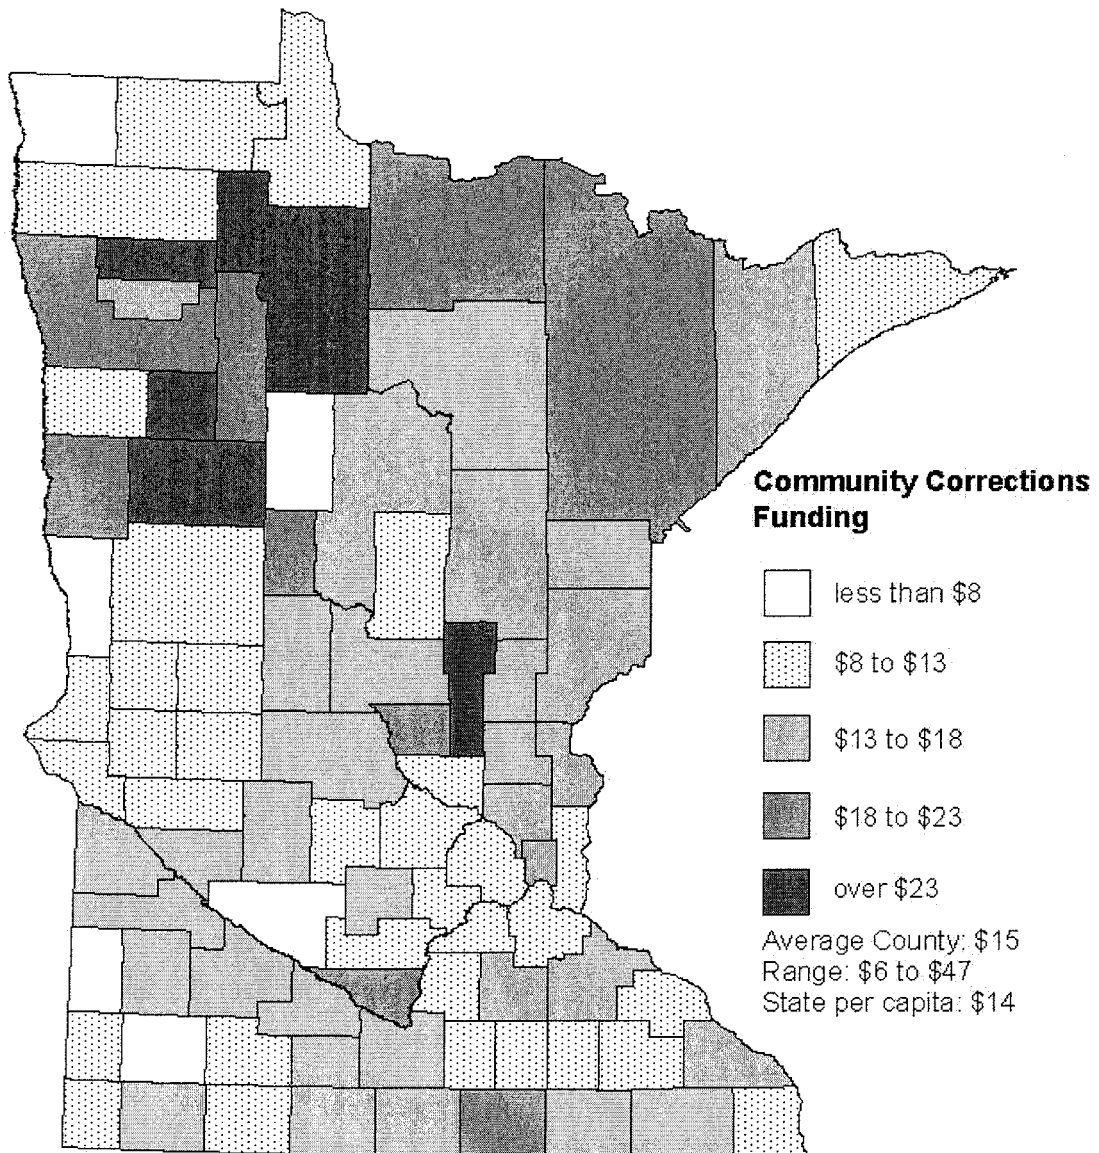 Community Corrections
Funding
less than $8
$8 to $13
$13 to $18
$18 to $23
over $23
Average County: $15
Range: $6 to $47
State per capita: $14